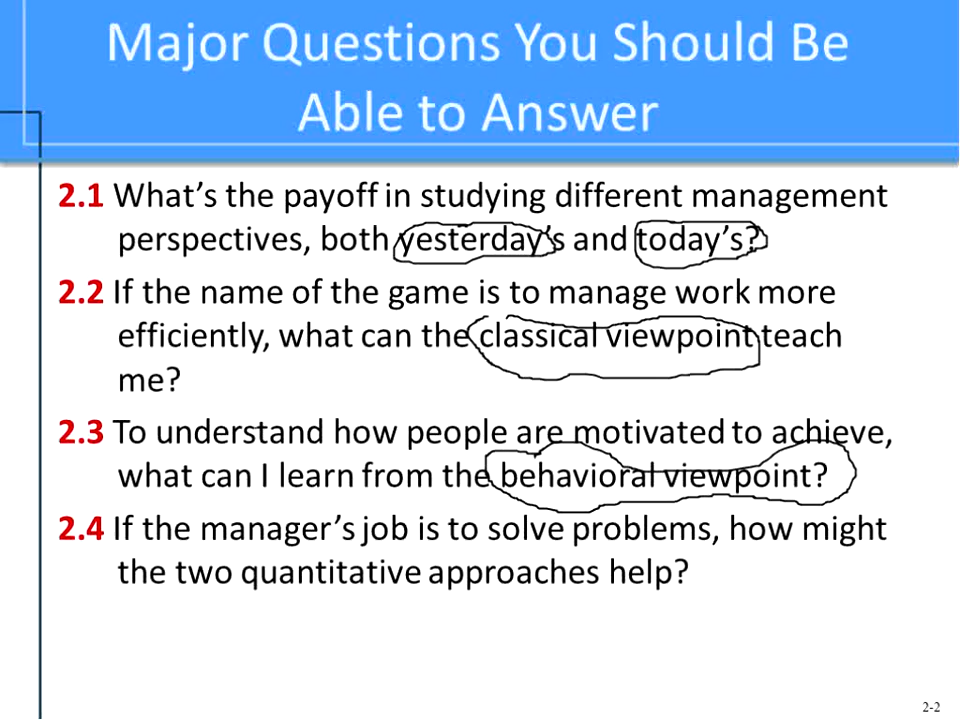 Major Questions You Should Be
Able to Answer
2.1 What’s the payoff in studying different management
perspectives, both yesterday’s and today’s?
2.2 If the name of the game is to manage work more
efficiently, what can the classical viewpoint teach
me?
2.3 To understand how people are motivated to achieve,
what can I learn from the behavioral viewpoint?
2.4 If the manager’s job is to solve problems, how might
the two quantitative approaches help?
2-2